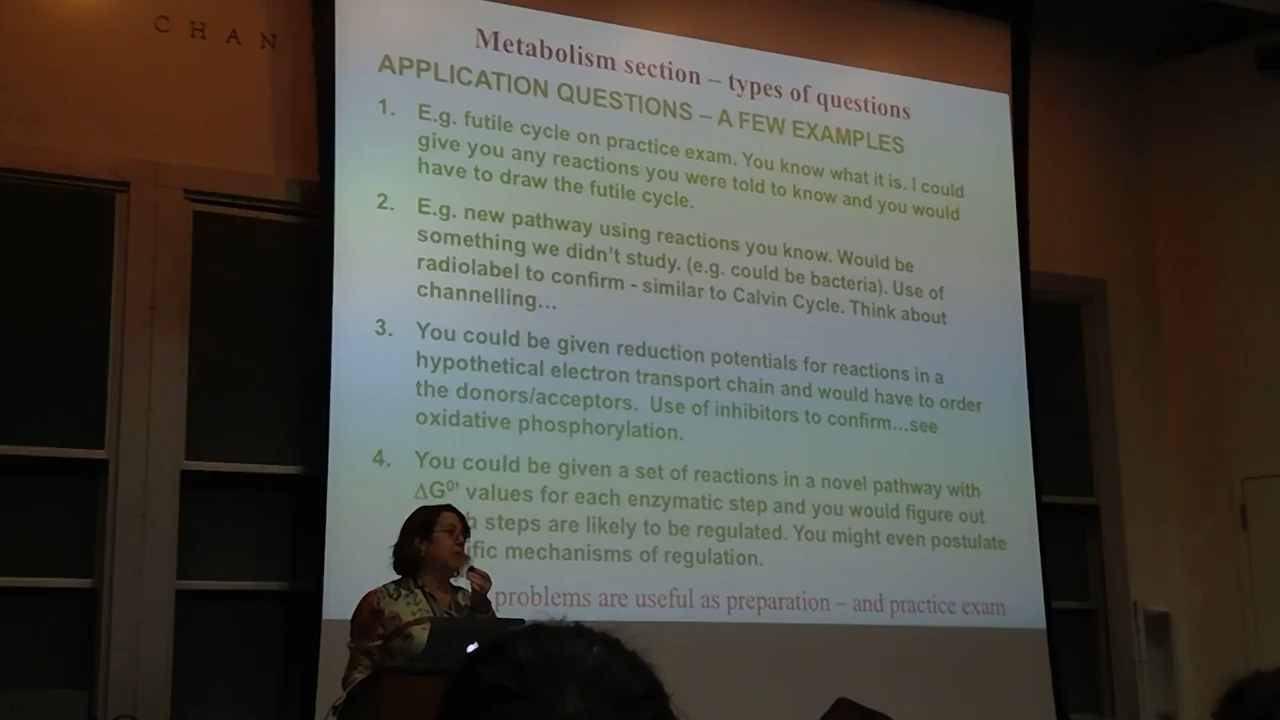 CHAN
Metabolism section – types of questions
APPLICATION QUESTIONS – A FEW EXAMPLES
1. E.g. futile cycle on practice exam. You know what it is. I could
give you any reactions you were told to know and you would
have to draw the futile cycle.
2. E.g. new pathway using reactions you know. Would be
something we didn't study. (e.g. could be bacteria). Use of
radiolabel to confirm - similar to Calvin Cycle. Think about
channelling...
3. You could be given reduction potentials for reactions in a
hypothetical electron transport chain and would have to order
the donors/acceptors. Use of inhibitors to confirm...see
oxidative phosphorylation.
4. You could be given a set of reactions in a novel pathway with
ΔG⁰' values for each enzymatic step and you would figure out
steps are likely to be regulated. You might even postulate
mechanisms of regulation.
problems are useful as preparation – and practice exam